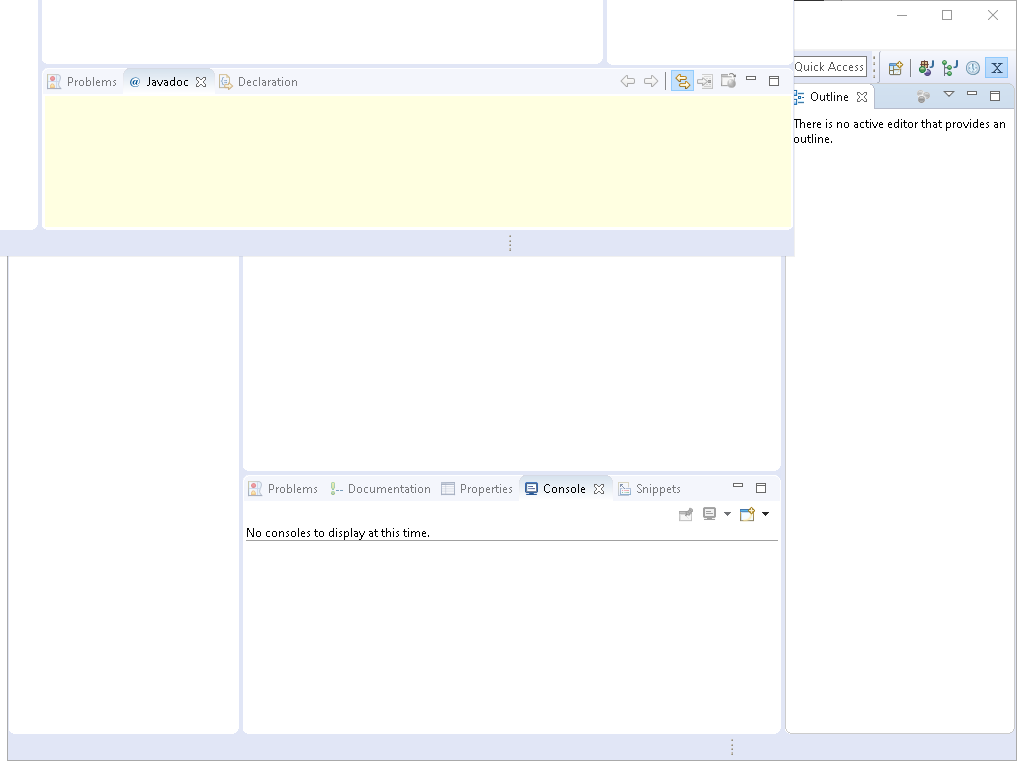 Problems @ Javadoc Declaration
Quick Access
X
Outline
There is no active editor that provides an
outline.
Problems Documentation Properties Console Snippets
No consoles to display at this time.